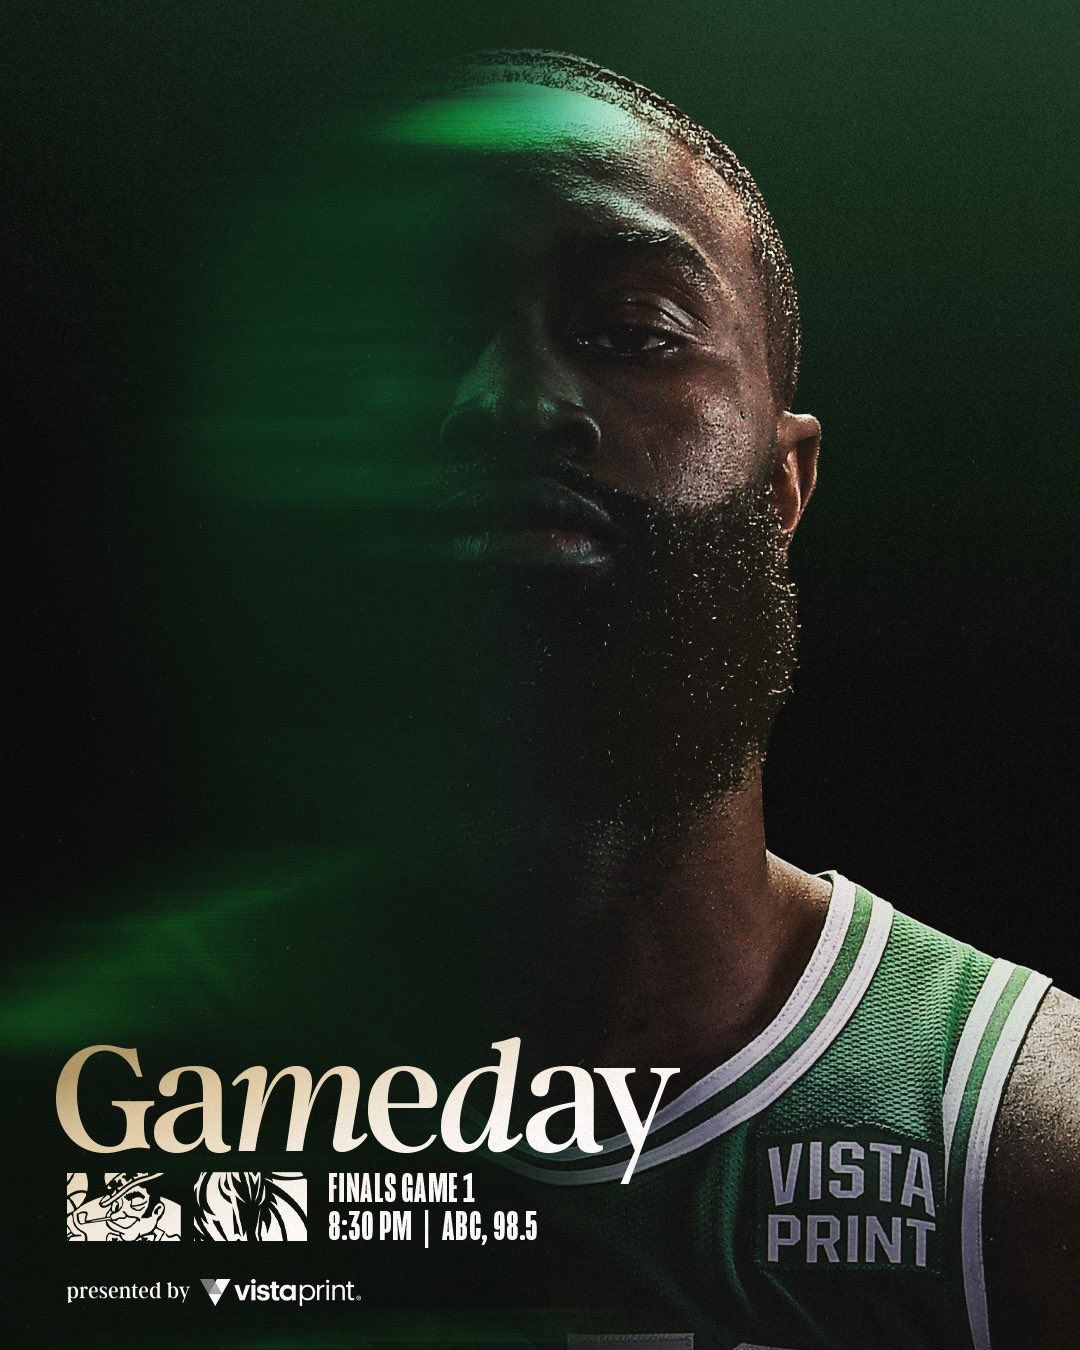 Gameday
FINALS GAME 1
8:30 PM | ABC, 98.5
presented by vistaprint.
VISTA
PRINT